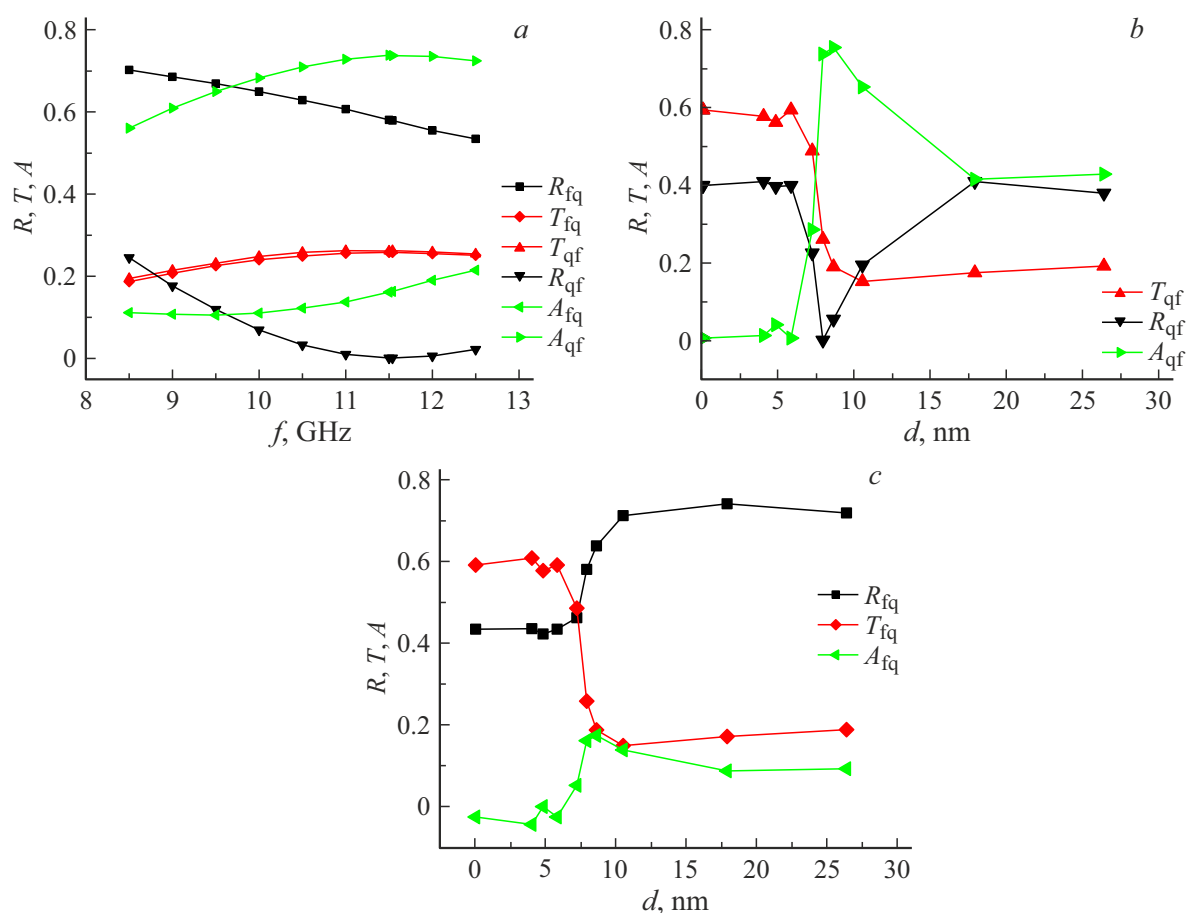 a
0.8
0.6
0.4
0.2
0
R, T, A
R_fq
T_fq
T_qf
R_qf
A_fq
A_qf
8 9 10 11 12 13
f, GHz
b
0.8
0.6
0.4
0.2
0
R, T, A
T_qf
R_qf
A_qf
0 5 10 15 20 25 30
d, nm
c
0.8
0.6
0.4
0.2
0
R, T, A
R_fq
T_fq
A_fq
0 5 10 15 20 25 30
d, nm